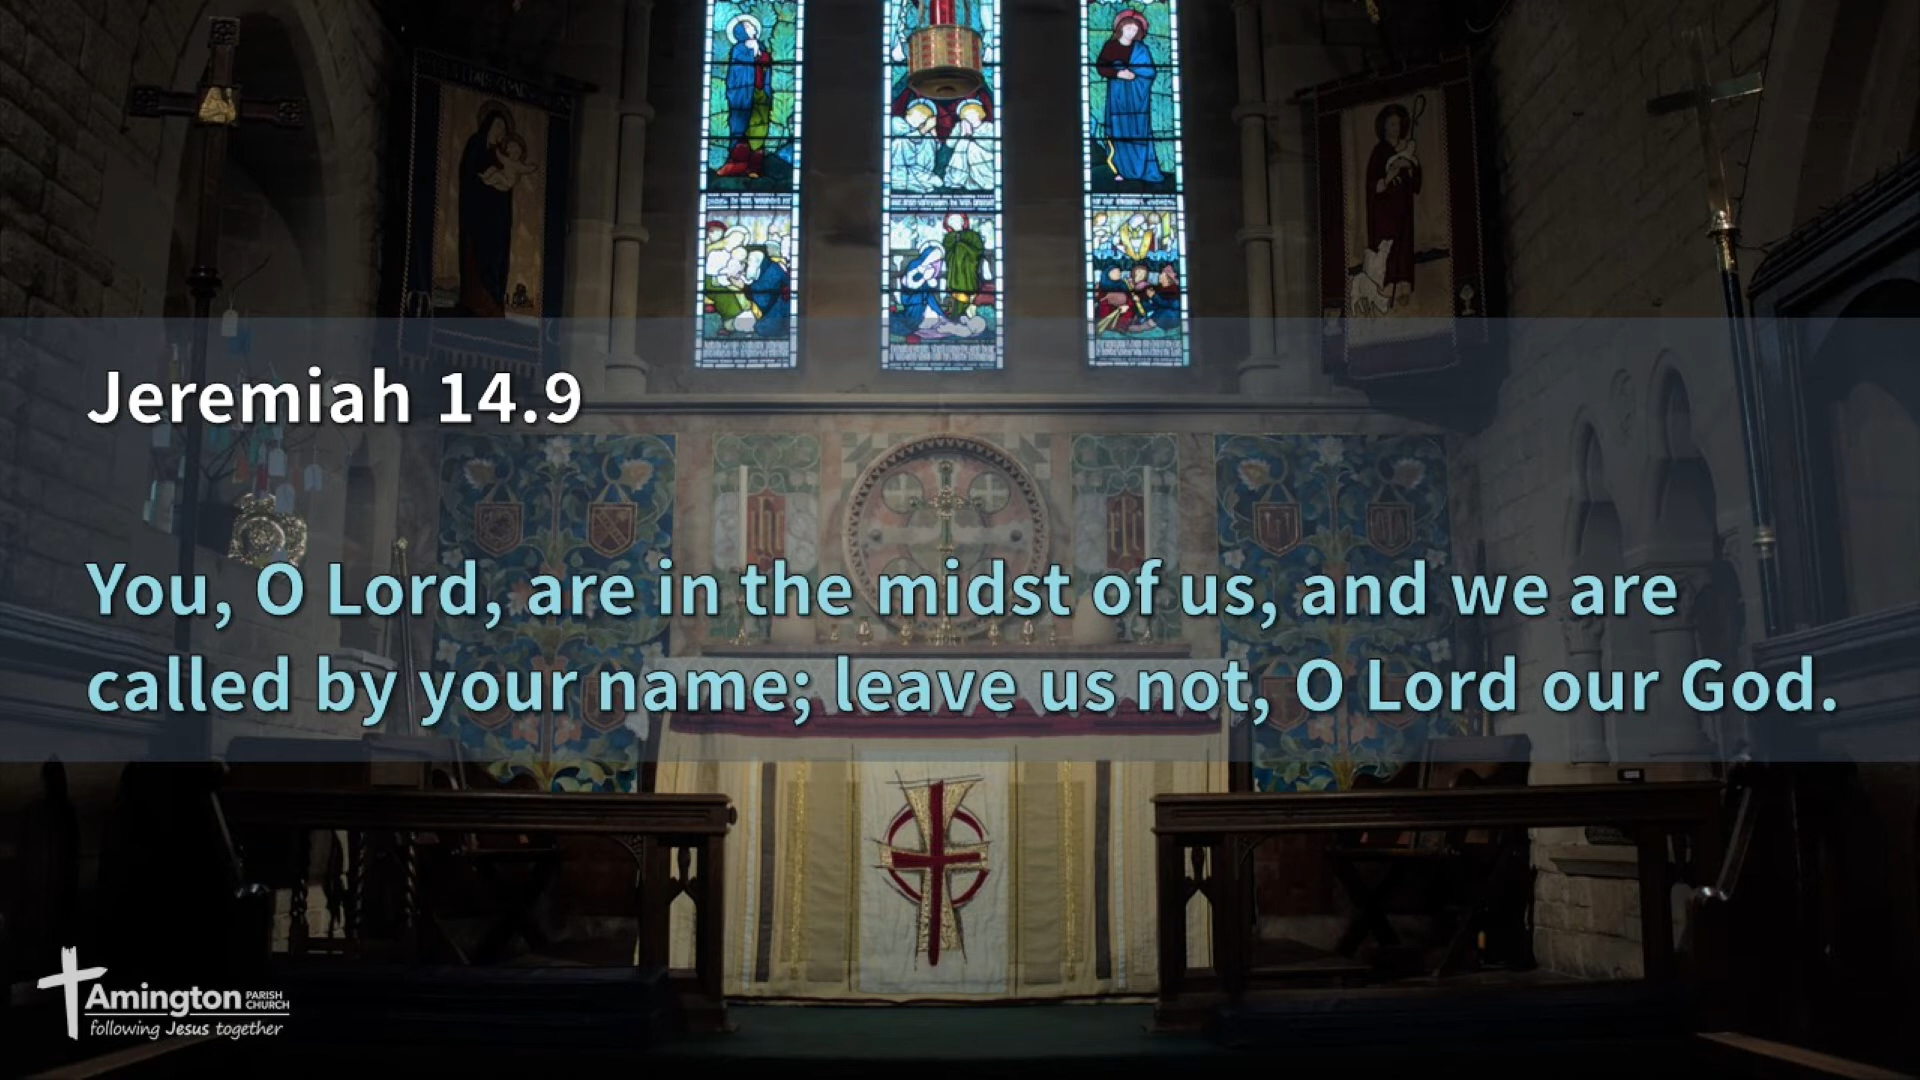 Jeremiah 14.9
You, O Lord, are in the midst of us, and we are
called by your name; leave us not, O Lord our God.
Amington PARISH CHURCH
following Jesus together